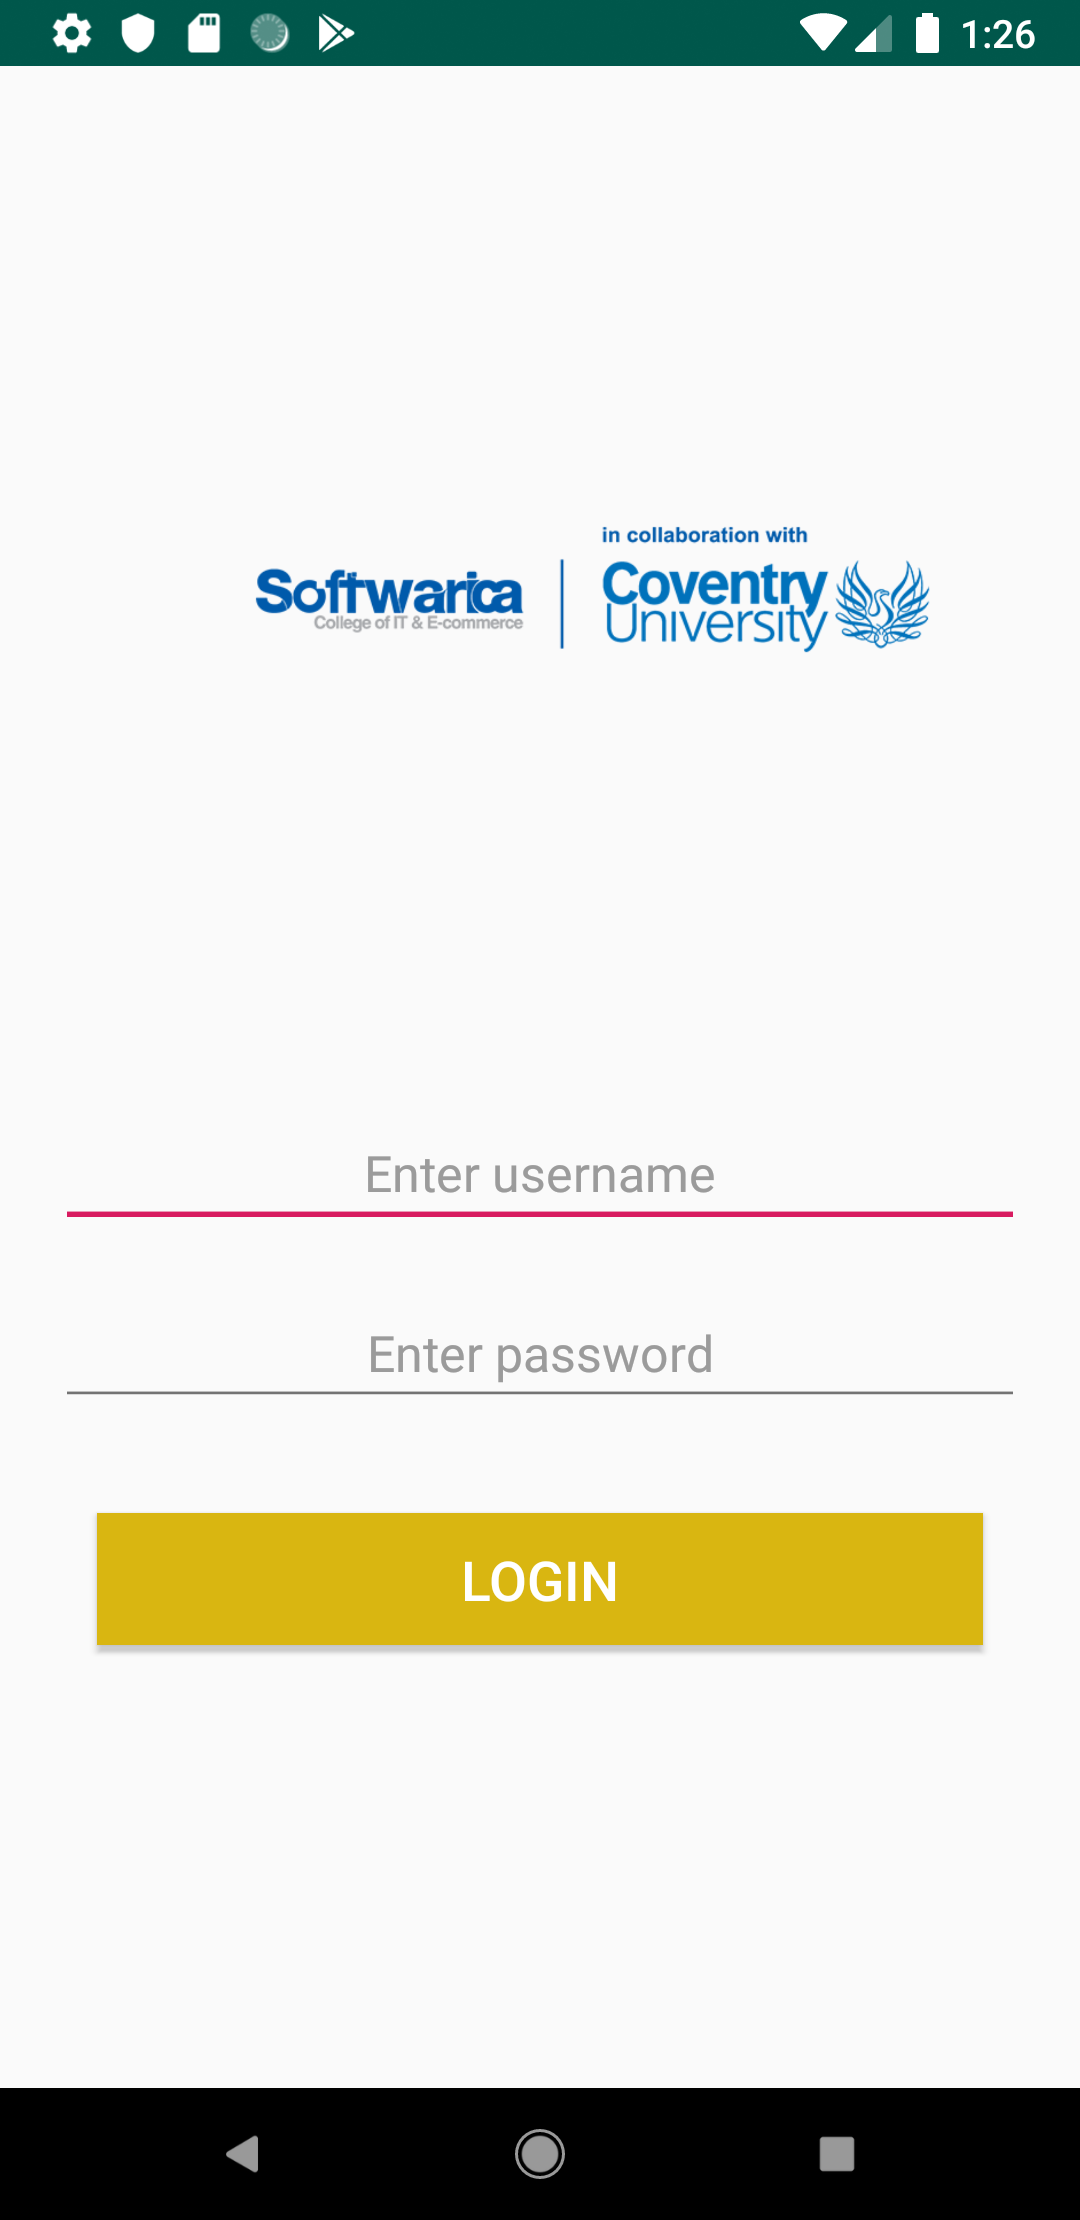 1:26
in collaboration with
Softwarica
Coventry
College of IT & E-commerce
University
Enter username
Enter password
LOGIN